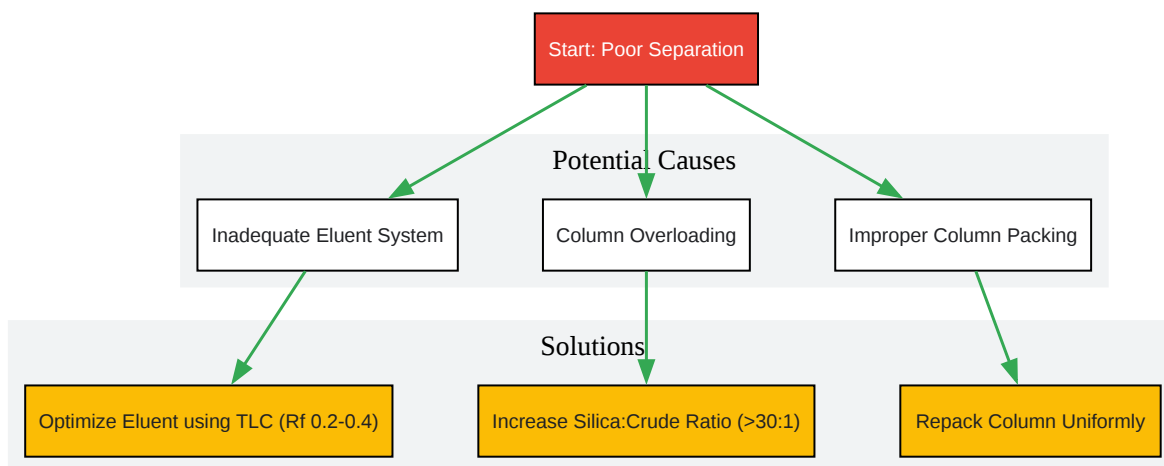 Start: Poor Separation
Potential Causes
Inadequate Eluent System
Column Overloading
Improper Column Packing
Solutions
Optimize Eluent using TLC (Rf 0.2-0.4)
Increase Silica:Crude Ratio (>30:1)
Repack Column Uniformly